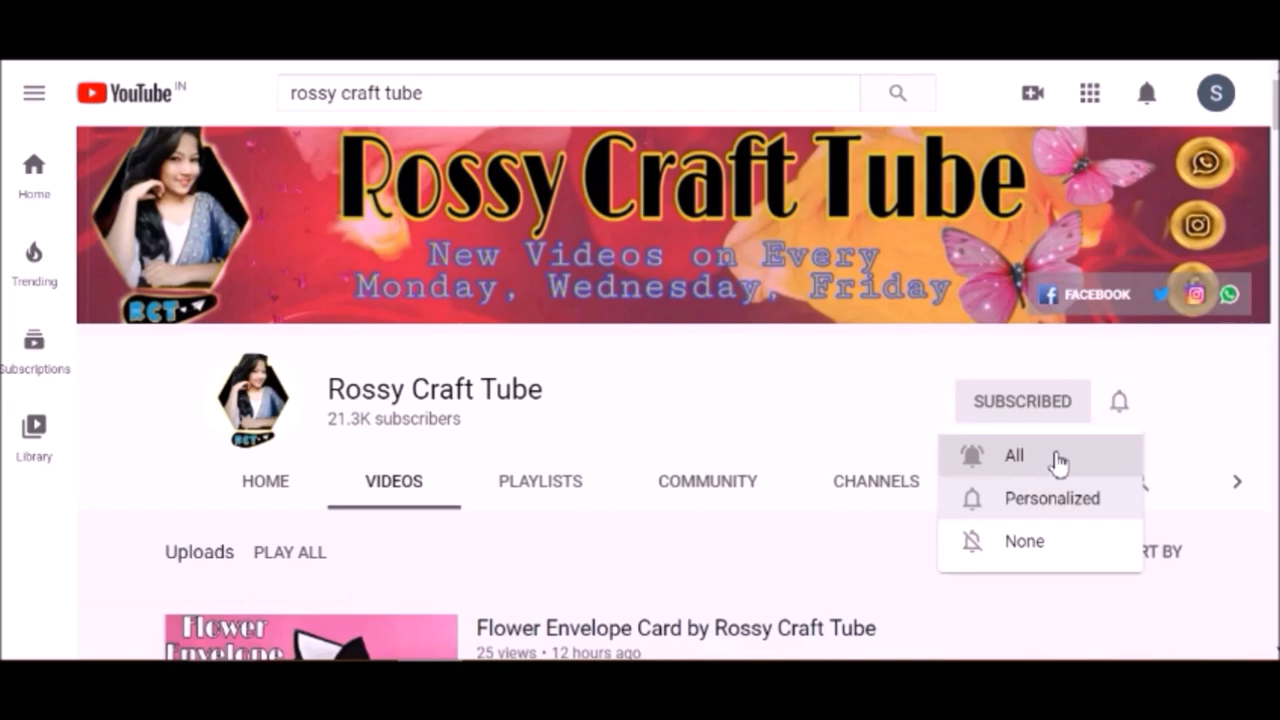 YouTube IN
rossy craft tube
S
Home
Trending
Subscriptions
Library
Rossy Craft Tube
New Videos on Every
Monday, Wednesday, Friday
RCT
FACEBOOK
Rossy Craft Tube
21.3K subscribers
SUBSCRIBED
All
Personalized
None
HOME VIDEOS PLAYLISTS COMMUNITY CHANNELS
Uploads PLAY ALL RT BY
Flower
Envelope
Flower Envelope Card by Rossy Craft Tube
25 views • 12 hours ago